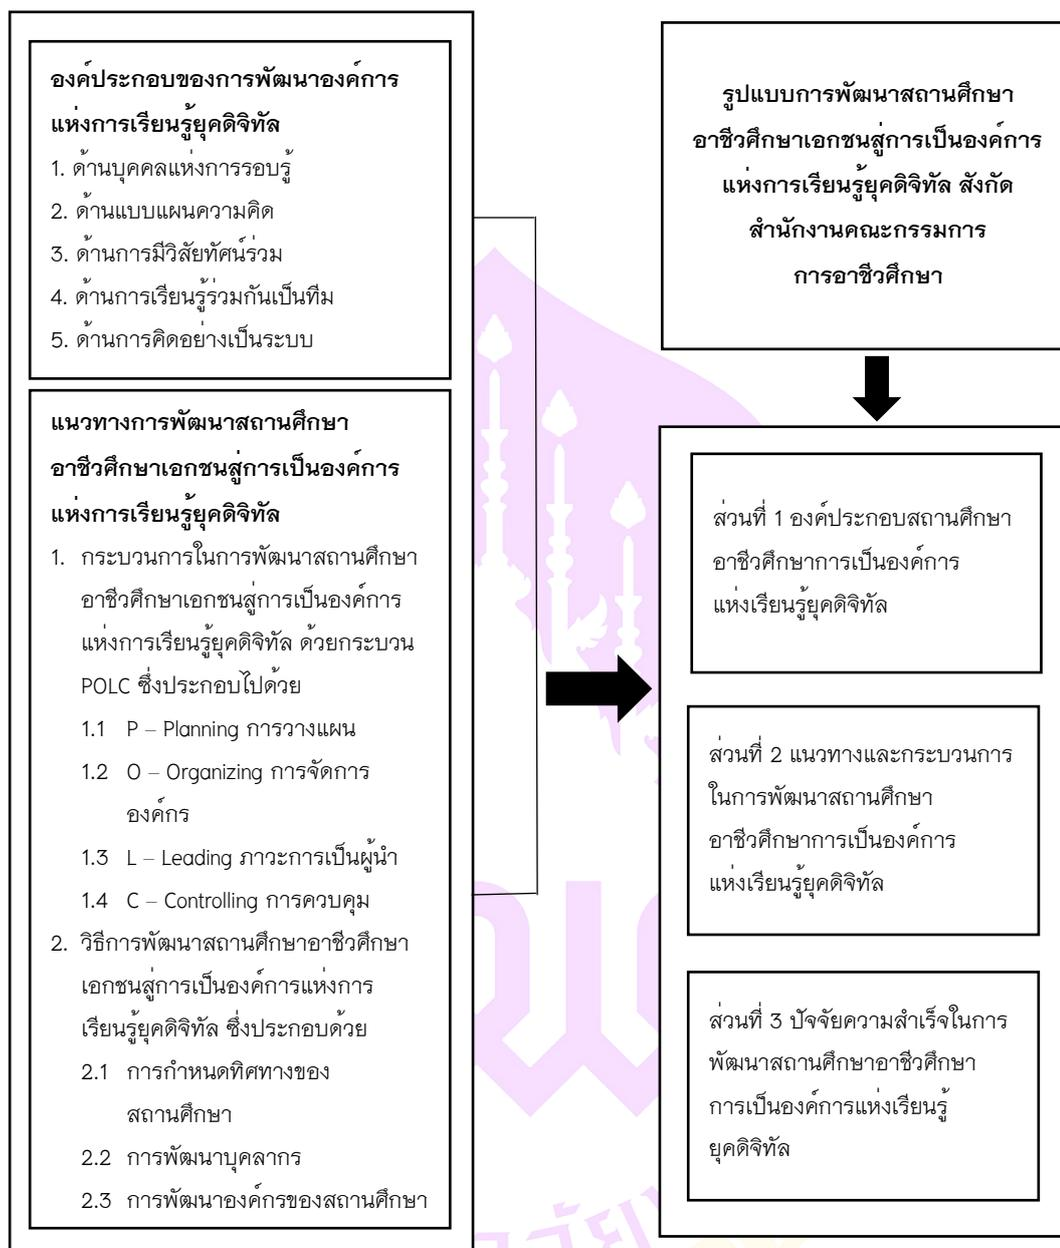 องค์ประกอบของการพัฒนาองค์การ
แห่งการเรียนรู้ยุคดิจิทัล
1. ด้านบุคคลแห่งการรอบรู้
2. ด้านแบบแผนความคิด
3. ด้านการมีวิสัยทัศน์ร่วม
4. ด้านการเรียนรู้ร่วมกันเป็นทีม
5. ด้านการคิดอย่างเป็นระบบ
แนวทางการพัฒนาสถานศึกษา
อาชีวศึกษาเอกชนสู่การเป็นองค์การ
แห่งการเรียนรู้ยุคดิจิทัล
1. กระบวนการในการพัฒนาสถานศึกษา
อาชีวศึกษาเอกชนสู่การเป็นองค์การ
แห่งการเรียนรู้ยุคดิจิทัล ด้วยกระบวน
POLC ซึ่งประกอบไปด้วย
1.1 P – Planning การวางแผน
1.2 O – Organizing การจัดการ
องค์กร
1.3 L – Leading ภาวะการเป็นผู้นำ
1.4 C – Controlling การควบคุม
2. วิธีการพัฒนาสถานศึกษาอาชีวศึกษา
เอกชนสู่การเป็นองค์การแห่งการ
เรียนรู้ยุคดิจิทัล ซึ่งประกอบด้วย
2.1 การกำหนดทิศทางของ
สถานศึกษา
2.2 การพัฒนาบุคลากร
2.3 การพัฒนาองค์กรของสถานศึกษา
รูปแบบการพัฒนาสถานศึกษา
อาชีวศึกษาเอกชนสู่การเป็นองค์การ
แห่งการเรียนรู้ยุคดิจิทัล สังกัด
สำนักงานคณะกรรมการ
การอาชีวศึกษา
ส่วนที่ 1 องค์ประกอบสถานศึกษา
อาชีวศึกษาการเป็นองค์การ
แห่งเรียนรู้ยุคดิจิทัล
ส่วนที่ 2 แนวทางและกระบวนการ
ในการพัฒนาสถานศึกษา
อาชีวศึกษาการเป็นองค์การ
แห่งเรียนรู้ยุคดิจิทัล
ส่วนที่ 3 ปัจจัยความสำเร็จในการ
พัฒนาสถานศึกษาอาชีวศึกษา
การเป็นองค์การแห่งเรียนรู้
ยุคดิจิทัล